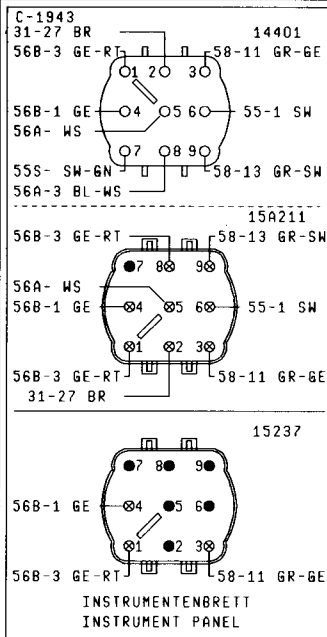 C-1943
31-27 BR 14401
56B-3 GE-RT 1 2 3 58-11 GR-GE
56B-1 GE 4 5 6 55-1 SW
56A- WS
55S- SW-GN 7 8 9 58-13 GR-SW
56A-3 BL-WS
15A211
56B-3 GE-RT 58-13 GR-SW
7 8 9
56A- WS
56B-1 GE 4 5 6 55-1 SW
1 2 3
56B-3 GE-RT 58-11 GR-GE
31-27 BR
15237
7 8 9
56B-1 GE 4 5 6
1 2 3
56B-3 GE-RT 58-11 GR-GE
INSTRUMENTENBRETT
INSTRUMENT PANEL